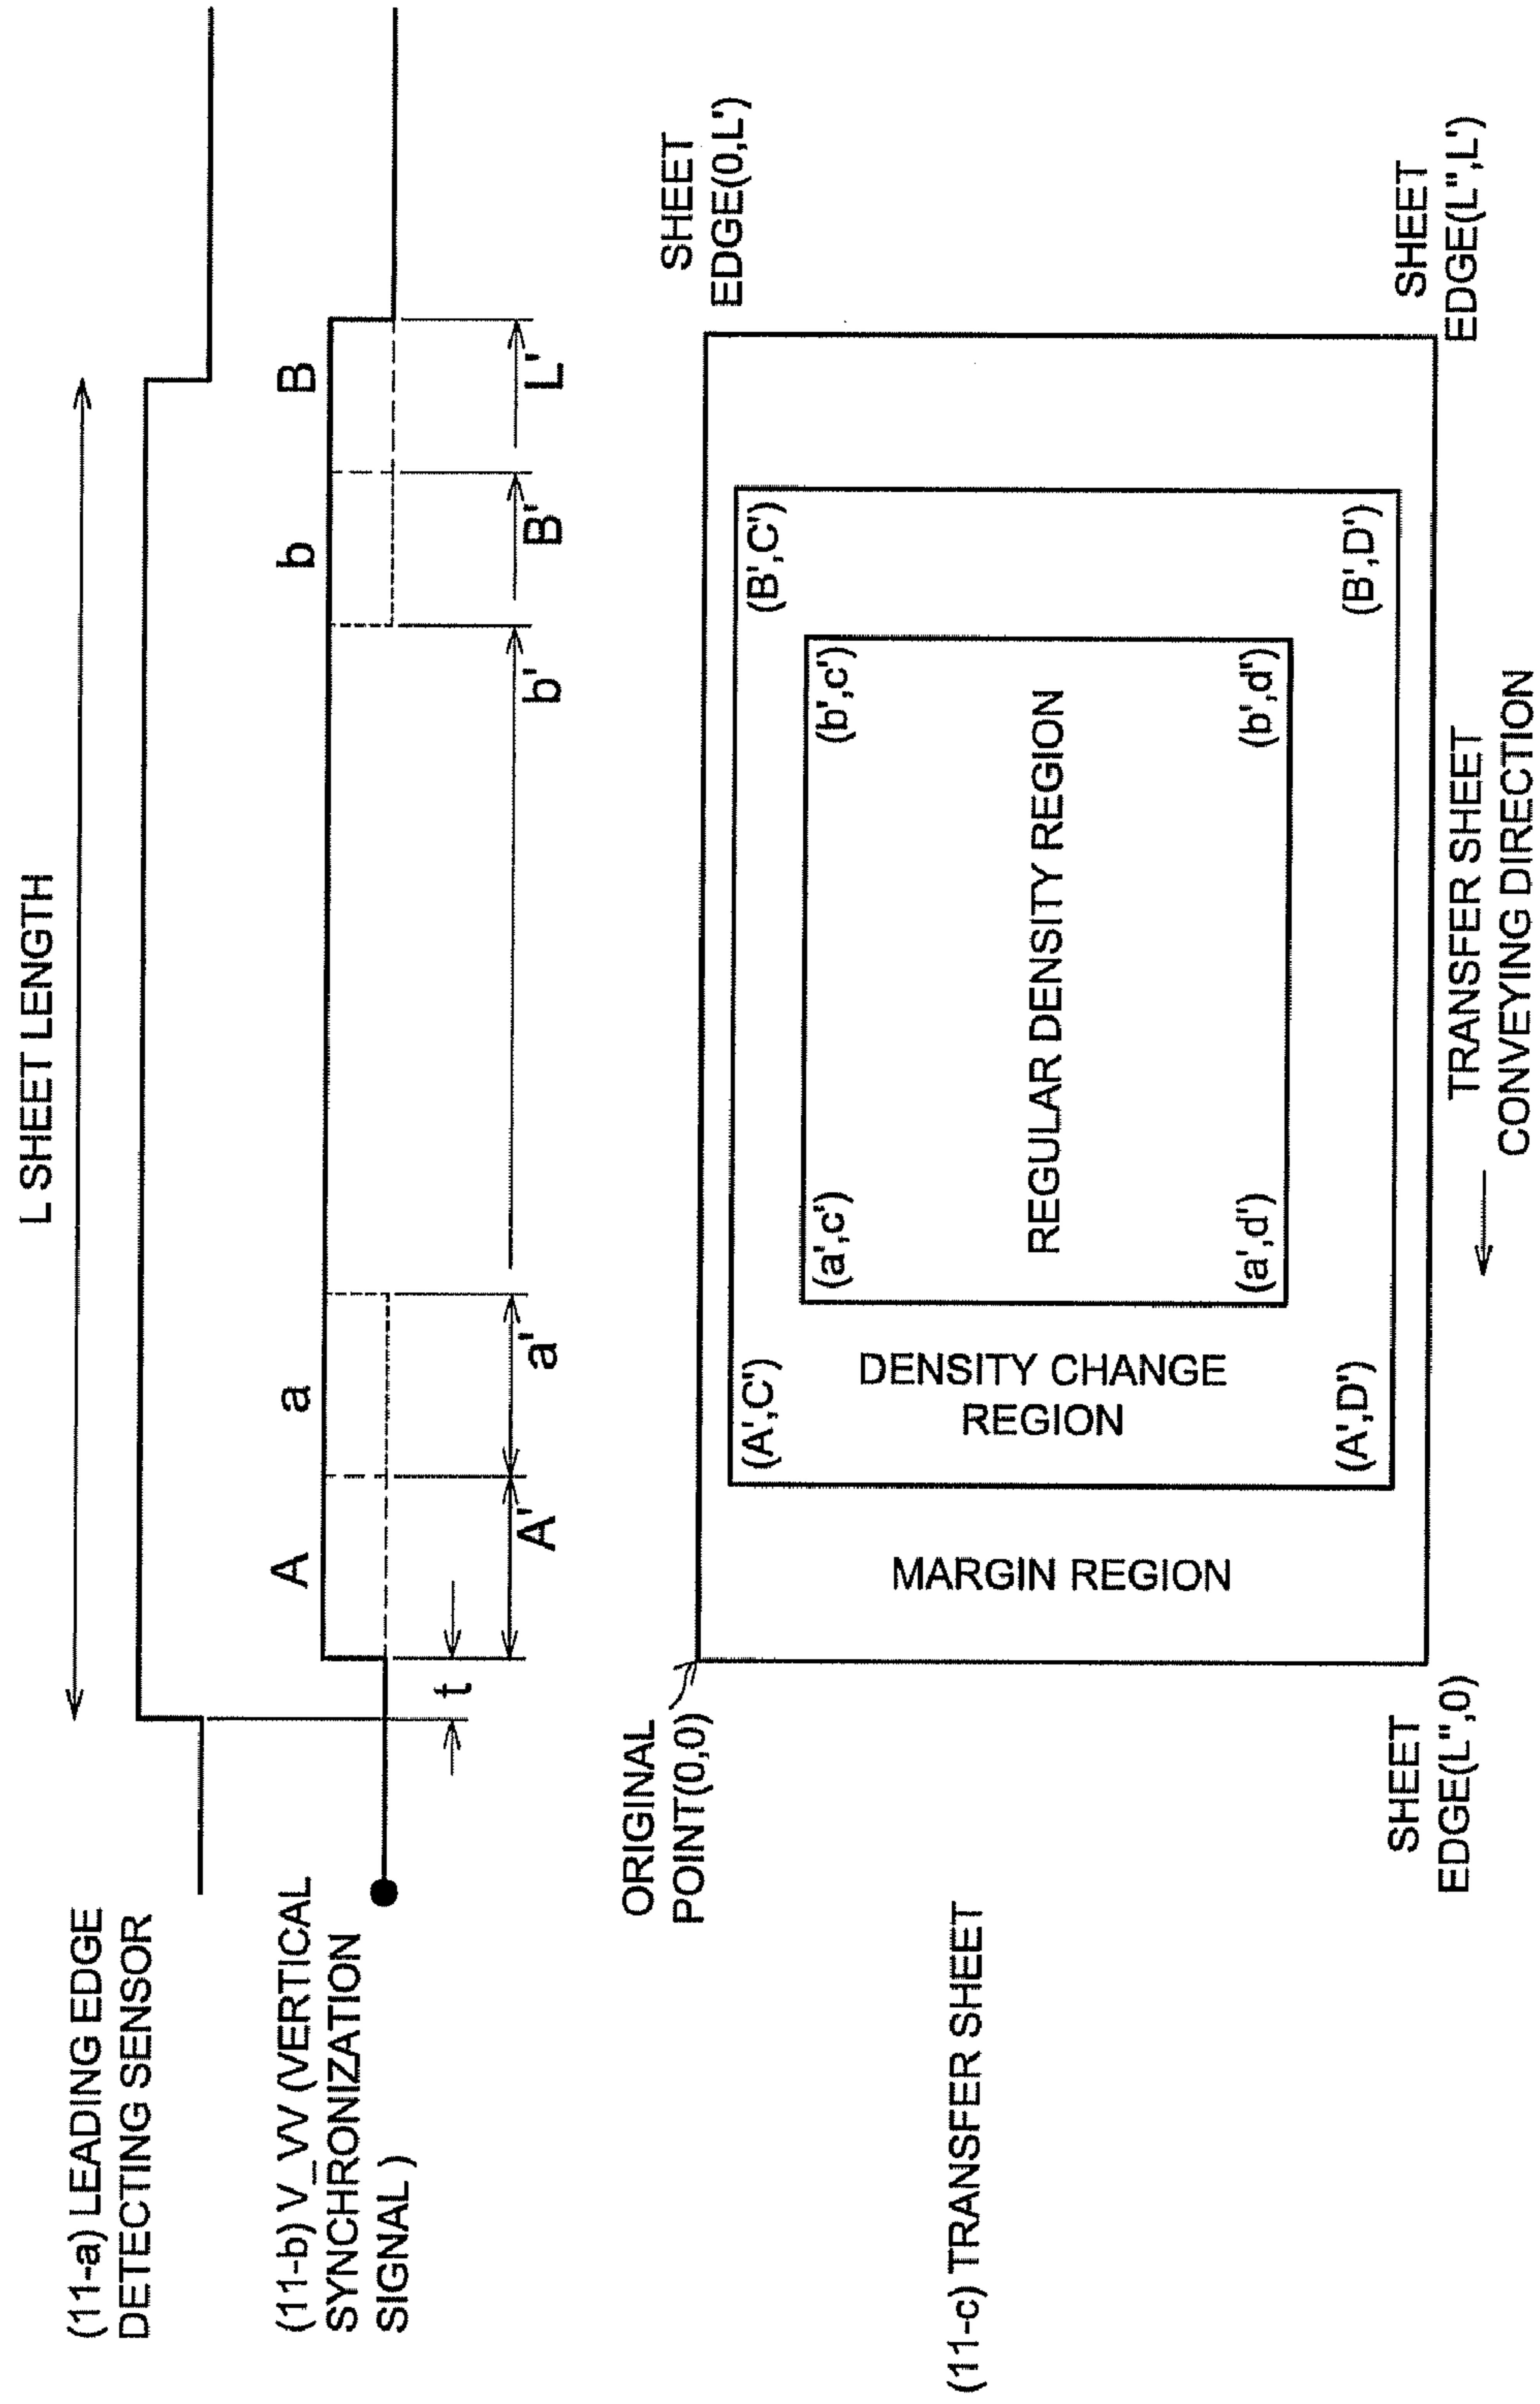 (11-a) LEADING EDGE
DETECTING SENSOR
L SHEET LENGTH
(11-b) V_VV (VERTICAL
SYNCHRONIZATION
SIGNAL )
A
a
b
B
t
A'
a'
b'
B'
L'
(11-c) TRANSFER SHEET
ORIGINAL
POINT(0,0)
SHEET
EDGE(0,L')
(A',C')
(B',C')
(a',c')
(b',c')
MARGIN REGION
DENSITY CHANGE
REGION
REGULAR DENSITY REGION
(a',d')
(b',d')
(A',D')
(B',D')
SHEET
EDGE(L",0)
SHEET
EDGE(L",L')
TRANSFER SHEET
CONVEYING DIRECTION